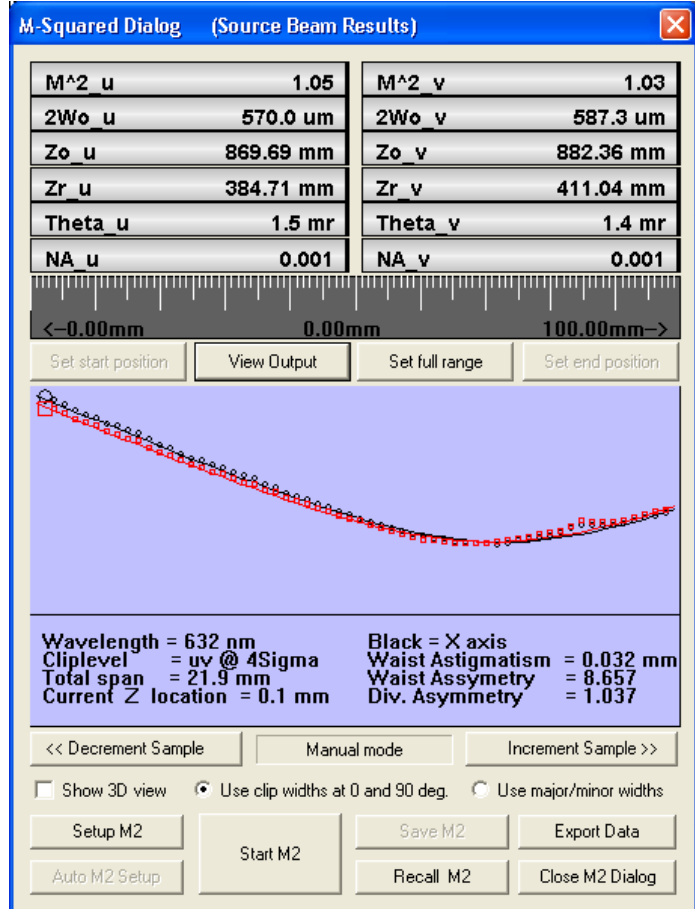 M-Squared Dialog (Source Beam Results)
M^2_u 1.05 M^2_v 1.03
2Wo_u 570.0 um 2Wo_v 587.3 um
Zo_u 869.69 mm Zo_v 882.36 mm
Zr_u 384.71 mm Zr_v 411.04 mm
Theta_u 1.5 mr Theta_v 1.4 mr
NA_u 0.001 NA_v 0.001
<-0.00mm 0.00mm 100.00mm->
Set start position View Output Set full range Set end position
Wavelength = 632 nm Black = X axis
Cliplevel = uv @ 4Sigma Waist Astigmatism = 0.032 mm
Total span = 21.9 mm Waist Assymetry = 8.657
Current Z location = 0.1 mm Div. Asymmetry = 1.037
<< Decrement Sample Manual mode Increment Sample >>
Show 3D view Use clip widths at 0 and 90 deg. Use major/minor widths
Setup M2 Start M2 Save M2 Export Data
Auto M2 Setup Recall M2 Close M2 Dialog